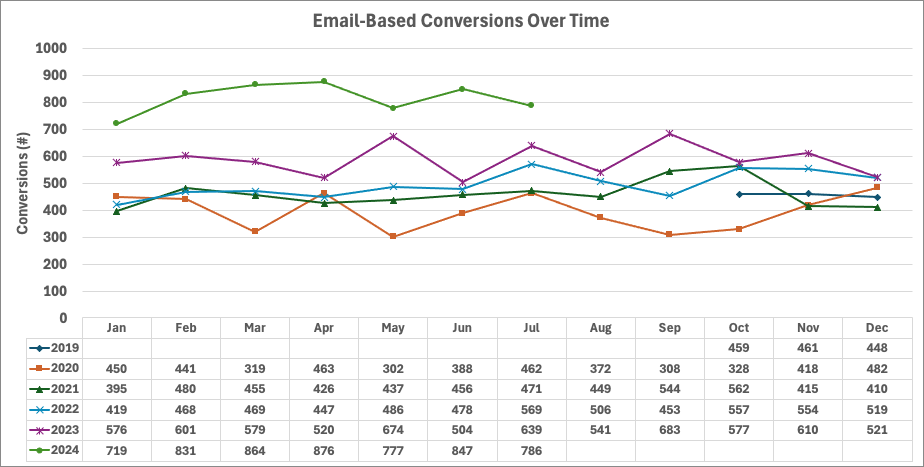 Email-Based Conversions Over Time
Conversions (#)
1000
900
800
700
600
500
400
300
200
100
0
Jan Feb Mar Apr May Jun Jul Aug Sep Oct Nov Dec
2019 459 461 448
2020 450 441 319 463 302 388 462 372 308 328 418 482
2021 395 480 455 426 437 456 471 449 544 562 415 410
2022 419 468 469 447 486 478 569 506 453 557 554 519
2023 576 601 579 520 674 504 639 541 683 577 610 521
2024 719 831 864 876 777 847 786